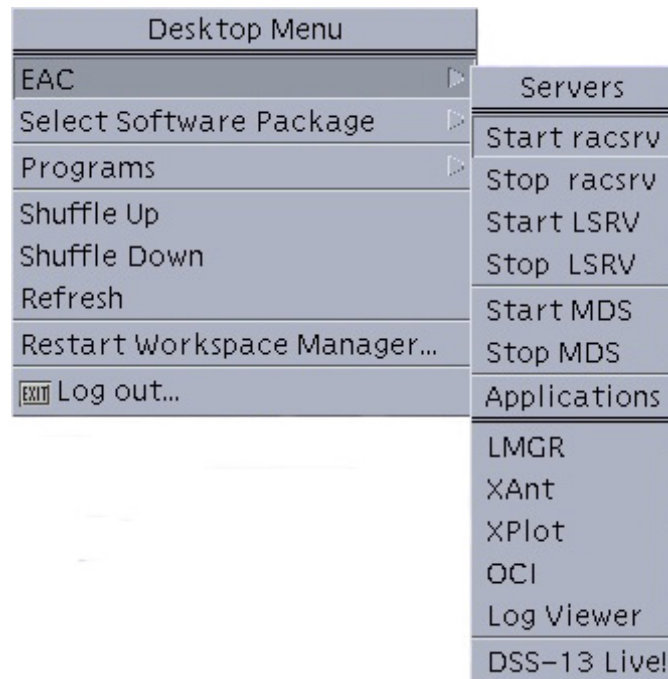 Desktop Menu
EAC
Select Software Package
Programs
Shuffle Up
Shuffle Down
Refresh
Restart Workspace Manager...
EXIT Log out...
Servers
Start racsrv
Stop racsrv
Start LSRV
Stop LSRV
Start MDS
Stop MDS
Applications
LMGR
XAnt
XPlot
OCI
Log Viewer
DSS-13 Live!